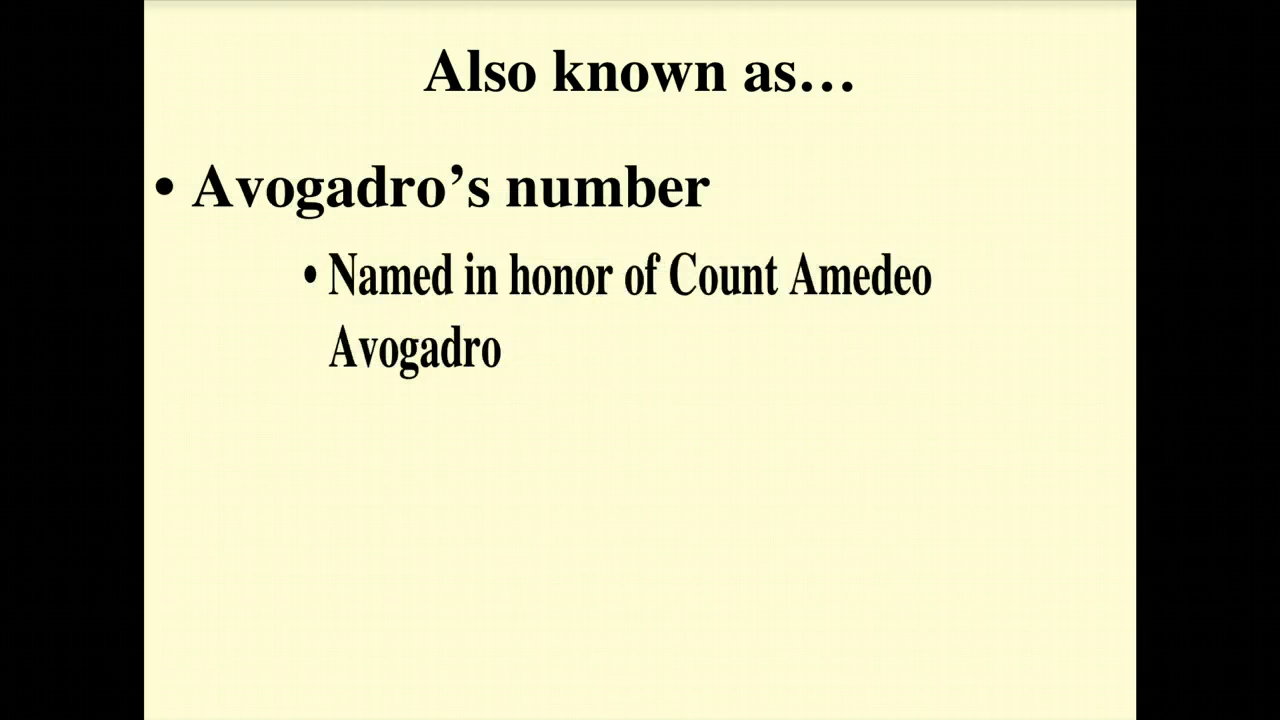 Also known as…
• Avogadro’s number
• Named in honor of Count Amedeo
Avogadro